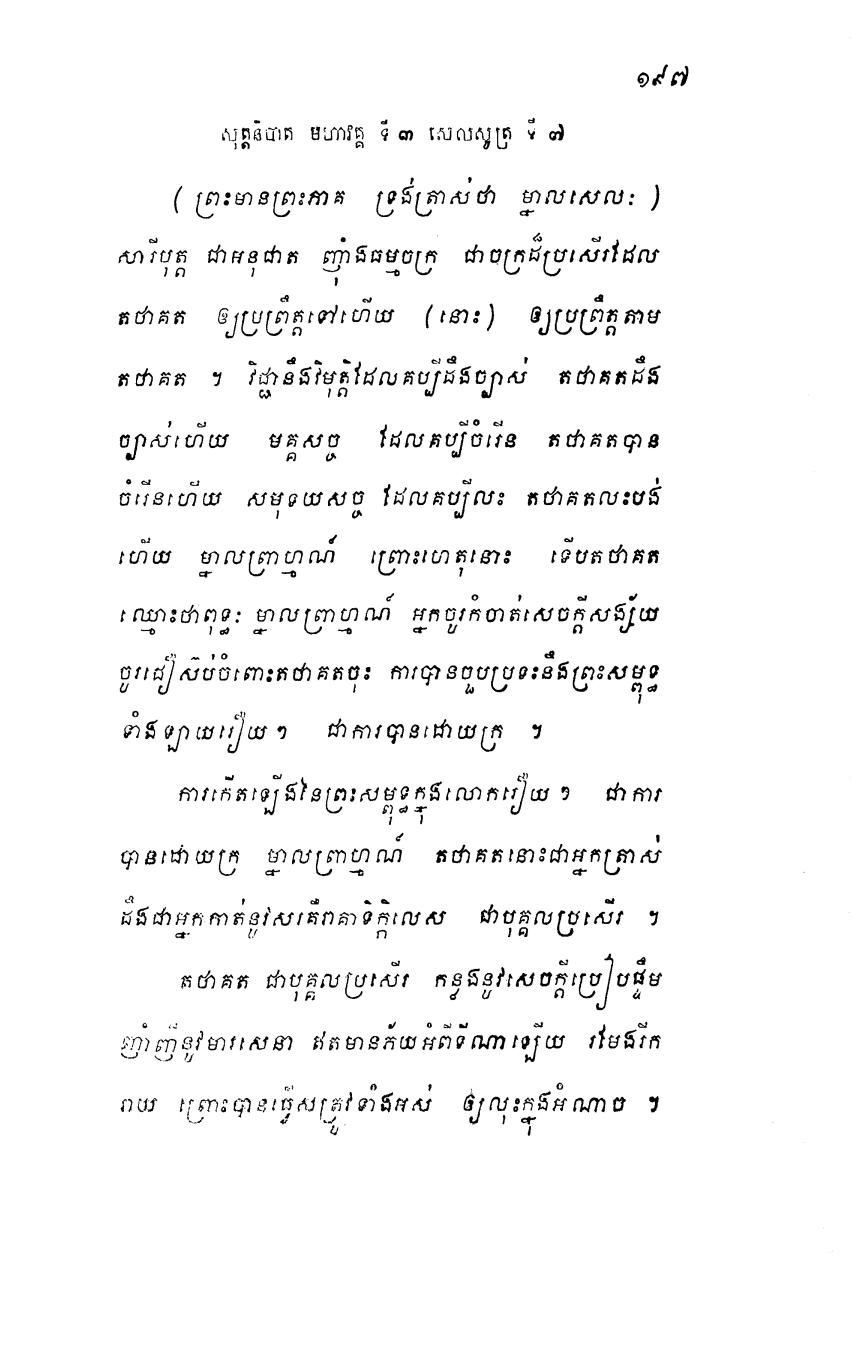 ១៩៧
សុត្តនិបាត មហាវគ្គ ទី ៣ សេលសូត្រ ទី ៧
( ព្រះមានព្រះភាគ ទ្រង់ត្រាស់ថា ម្នាលសេលៈ )
សារីបុត្ត ជាអនុជាត ញ៉ាំងធម្មចក្រ ជាចក្រដ៏ប្រសើរដែល
តថាគត ឲ្យប្រព្រឹត្តទៅហើយ (នោះ) ឲ្យប្រព្រឹត្តតាម
តថាគត ។ វិជ្ជានឹងវិមុត្តិដែលគប្បីដឹងច្បាស់ តថាគតដឹង
ច្បាស់ហើយ មគ្គសច្ច ដែលគប្បីចំរើន តថាគតបាន
ចំរើនហើយ សមុទយសច្ច ដែលគប្បីលះ តថាគតលះបង់
ហើយ ម្នាលព្រាហ្មណ៍ ព្រោះហេតុនោះ ទើបតថាគត
ឈ្មោះថាពុទ្ធៈ ម្នាលព្រាហ្មណ៍ អ្នកចូរកំចាត់សេចក្តីសង្ស័យ
ចូរជឿស៊ប់ចំពោះតថាគតចុះ ការបានចួបប្រទះនឹងព្រះសម្ពុទ្ធ
ទាំងឡាយរឿយ ៗ ជាការបានដោយក្រ ។
ការកើតឡើងនៃព្រះសម្ពុទ្ធក្នុងលោករឿយ ៗ ជាការ
បានដោយក្រ ម្នាលព្រាហ្មណ៍ តថាគតនោះជាអ្នកត្រាស់
ដឹងជាអ្នកកាត់នូវសរគឺរាគាទិក្កិលេស ជាបុគ្គលប្រសើរ ។
តថាគត ជាបុគ្គលប្រសើរ កន្លងនូវសេចក្តីប្រៀបផ្ទឹម
ញាំញីនូវមារសេនា ឥតមានភ័យអំពីទីណាឡើយ រមែងរីក
រាយ ព្រោះបានធ្វើសត្រូវទាំងអស់ ឲ្យលុះក្នុងអំណាច ។